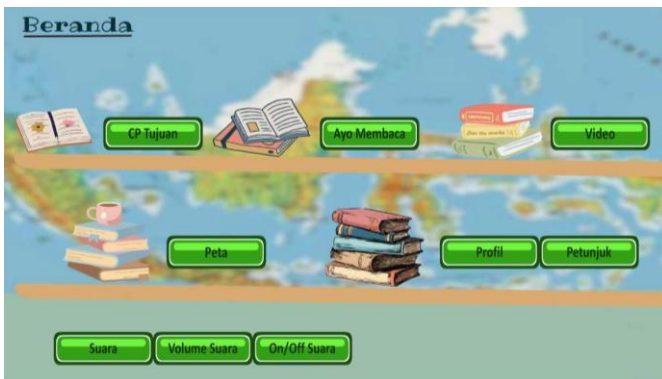 Beranda
CP Tujuan
Ayo Membaca
Video
Peta
Profil
Petunjuk
Suara
Volume Suara
On/Off Suara